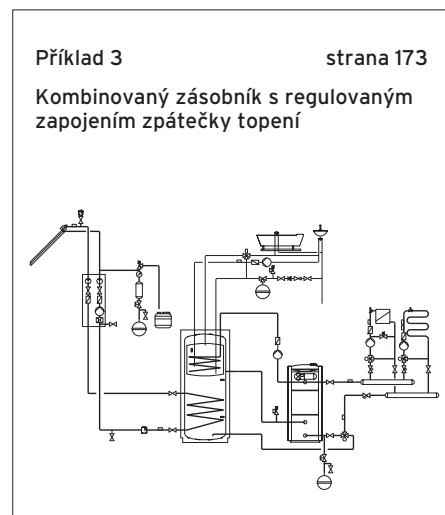 Příklad 3 strana 173
Kombinovaný zásobník s regulovaným
zapojením zpátečky topení